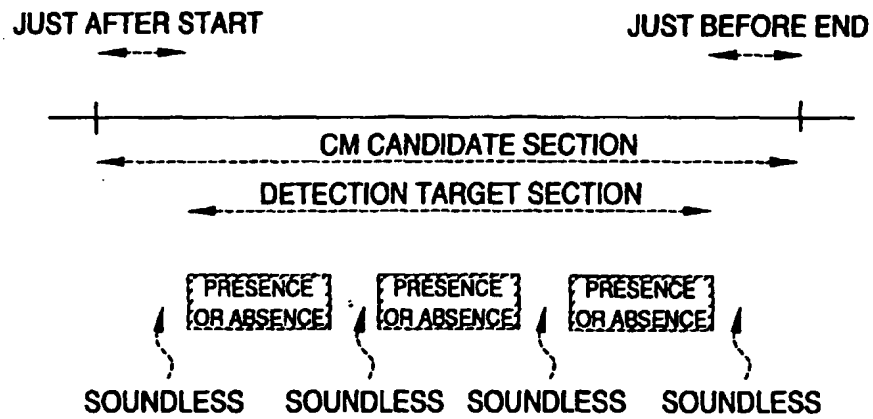 JUST AFTER START
JUST BEFORE END
CM CANDIDATE SECTION
DETECTION TARGET SECTION
PRESENCE OR ABSENCE
PRESENCE OR ABSENCE
PRESENCE OR ABSENCE
SOUNDLESS
SOUNDLESS
SOUNDLESS
SOUNDLESS